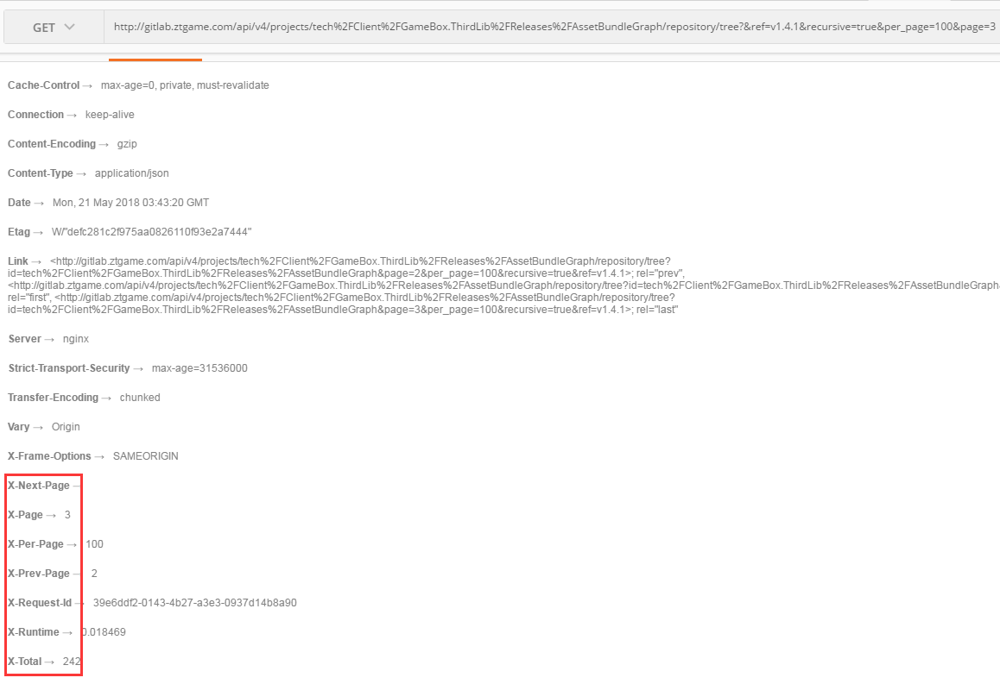 GET http://gitlab.ztgame.com/api/v4/projects/tech%2FClient%2FGameBox.ThirdLib%2FReleases%2FAssetBundleGraph/repository/tree?&ref=v1.4.1&recursive=true&per_page=100&page=3
Cache-Control → max-age=0, private, must-revalidate
Connection → keep-alive
Content-Encoding → gzip
Content-Type → application/json
Date → Mon, 21 May 2018 03:43:20 GMT
Etag → W/"defc281c2f975aa0826110f93e2a7444"
Link → <http://gitlab.ztgame.com/api/v4/projects/tech%2FClient%2FGameBox.ThirdLib%2FReleases%2FAssetBundleGraph/repository/tree?
id=tech%2FClient%2FGameBox.ThirdLib%2FReleases%2FAssetBundleGraph&page=2&per_page=100&recursive=true&ref=v1.4.1>; rel="prev",
<http://gitlab.ztgame.com/api/v4/projects/tech%2FClient%2FGameBox.ThirdLib%2FReleases%2FAssetBundleGraph/repository/tree?id=tech%2FClient%2FGameBox.ThirdLib%2FReleases%2FAssetBundleGraph
rel="first", <http://gitlab.ztgame.com/api/v4/projects/tech%2FClient%2FGameBox.ThirdLib%2FReleases%2FAssetBundleGraph/repository/tree?
id=tech%2FClient%2FGameBox.ThirdLib%2FReleases%2FAssetBundleGraph&page=3&per_page=100&recursive=true&ref=v1.4.1>; rel="last"
Server → nginx
Strict-Transport-Security → max-age=31536000
Transfer-Encoding → chunked
Vary → Origin
X-Frame-Options → SAMEORIGIN
X-Next-Page →
X-Page → 3
X-Per-Page → 100
X-Prev-Page → 2
X-Request-Id → 39e6ddf2-0143-4b27-a3e3-0937d14b8a90
X-Runtime → 0.018469
X-Total → 242